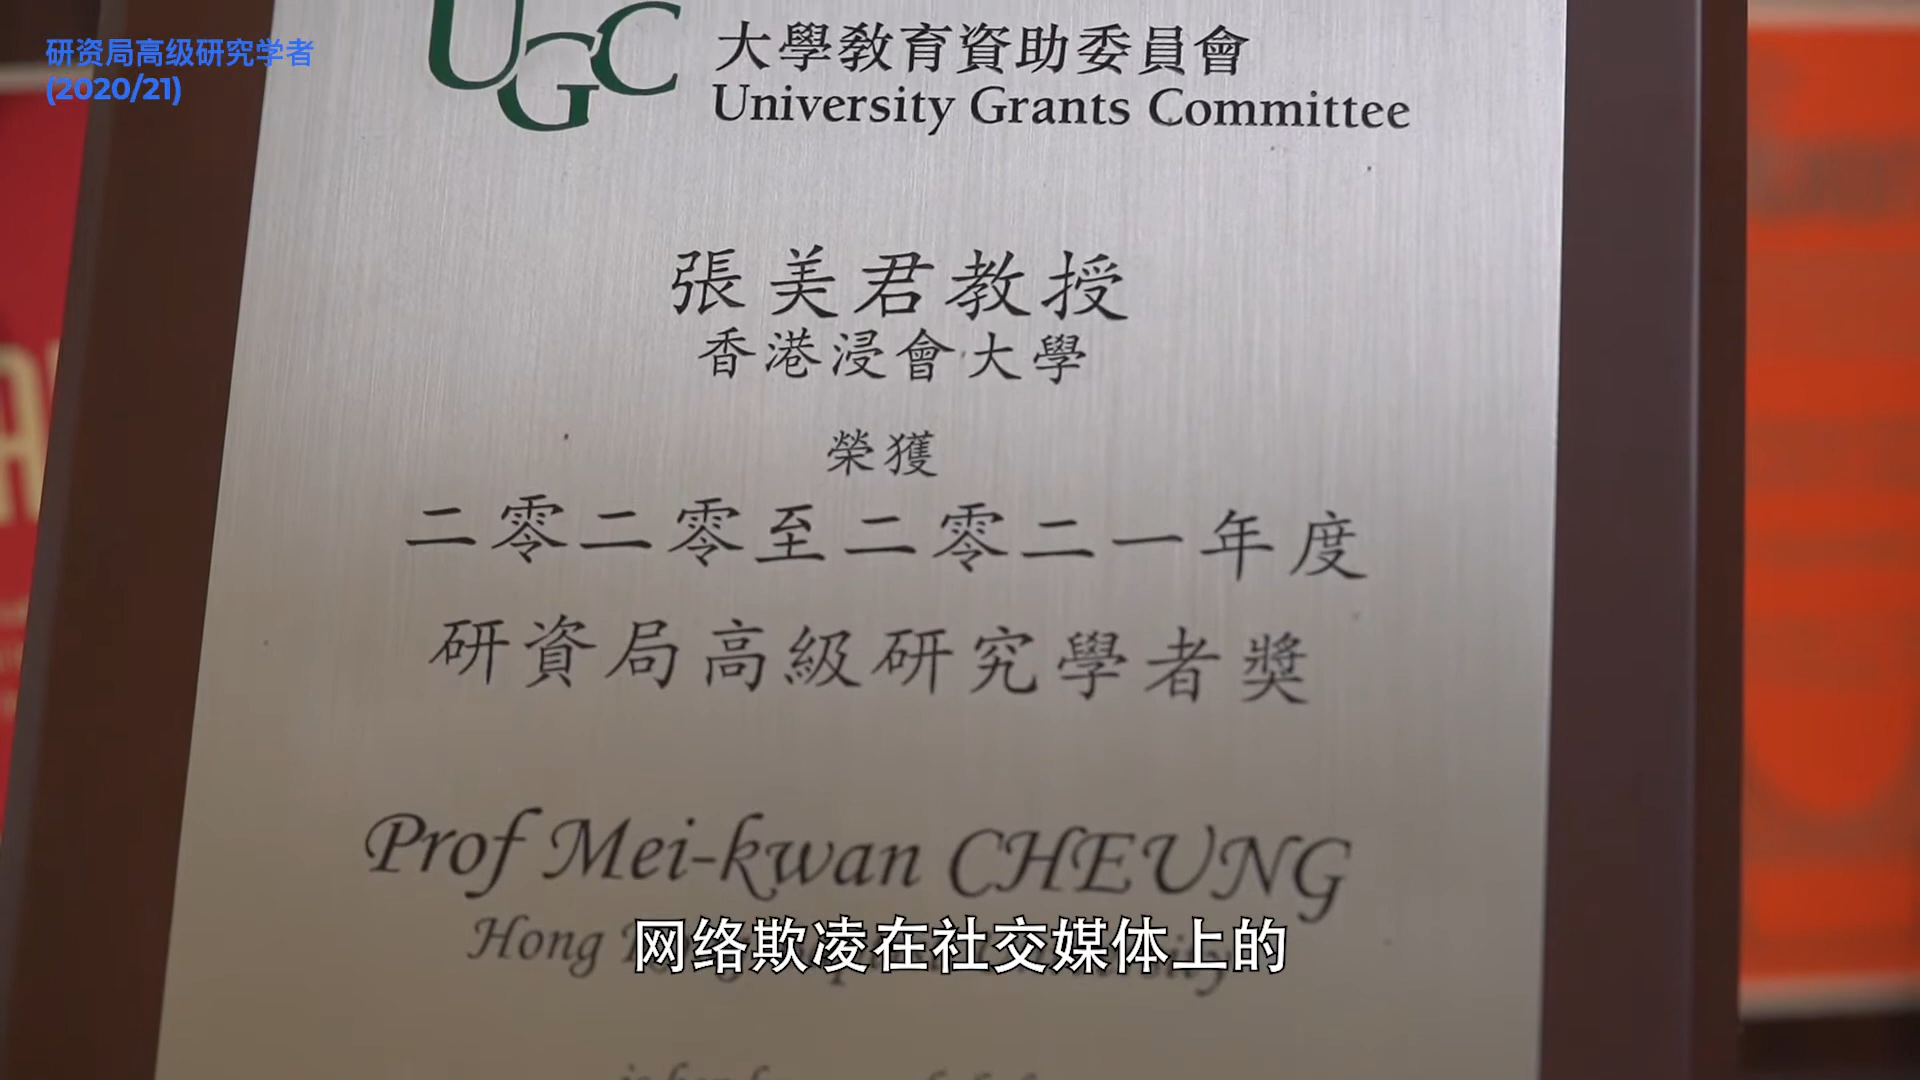 研资局高级研究学者
(2020/21)
UGC
大學教育資助委員會
University Grants Committee
張美君教授
香港浸會大學
榮獲
二零二零至二零二一年度
研資局高級研究學者獎
Prof Mei-kwan CHEUNG
Hong
网络欺凌在社交媒体上的